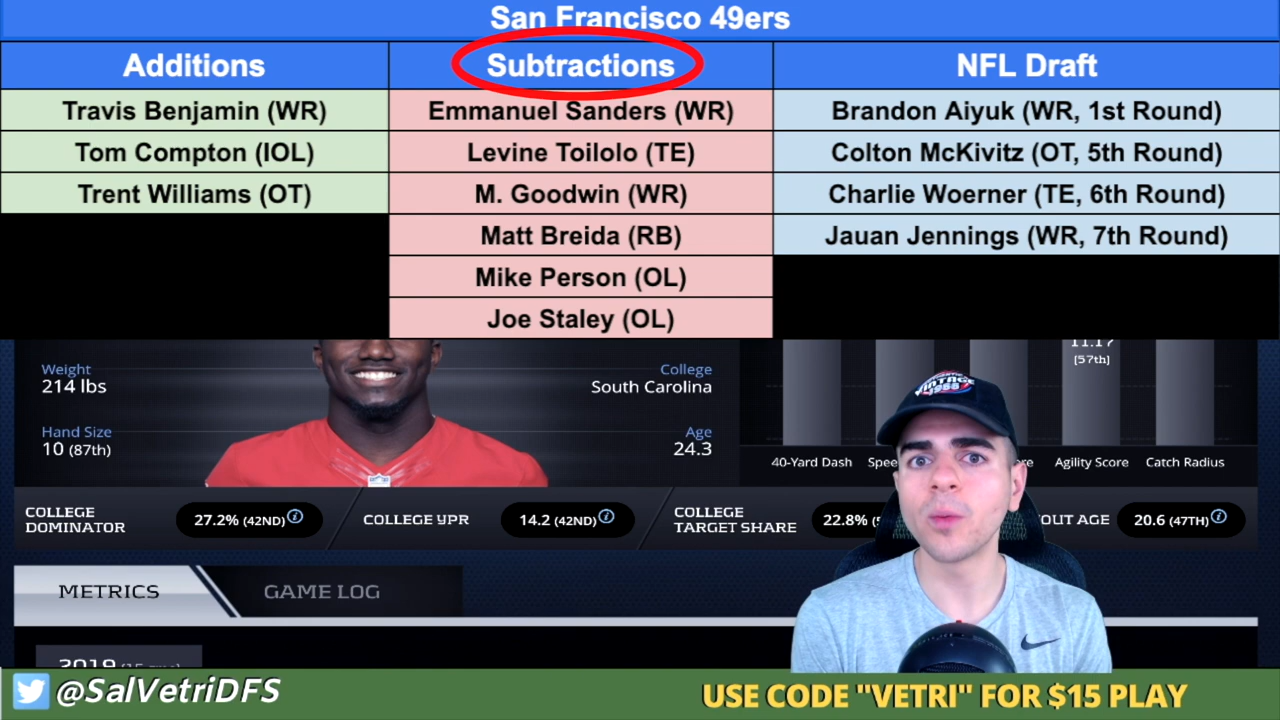 San Francisco 49ers
Additions Subtractions NFL Draft
Travis Benjamin (WR) Emmanuel Sanders (WR) Brandon Aiyuk (WR, 1st Round)
Tom Compton (IOL) Levine Toilolo (TE) Colton McKivitz (OT, 5th Round)
Trent Williams (OT) M. Goodwin (WR) Charlie Woerner (TE, 6th Round)
Matt Breida (RB) Jauan Jennings (WR, 7th Round)
Mike Person (OL)
Joe Staley (OL)
Weight College
214 lbs South Carolina
(57th)
Hand Size Age
10 (87th) 24.3
40-Yard Dash Agility Score Catch Radius
COLLEGE DOMINATOR 27.2% (42ND) COLLEGE YPR 14.2 (42ND) COLLEGE TARGET SHARE 22.8% OUT AGE 20.6 (47TH)
METRICS GAME LOG
2019
@SalVetriDFS USE CODE "VETRI" FOR $15 PLAY